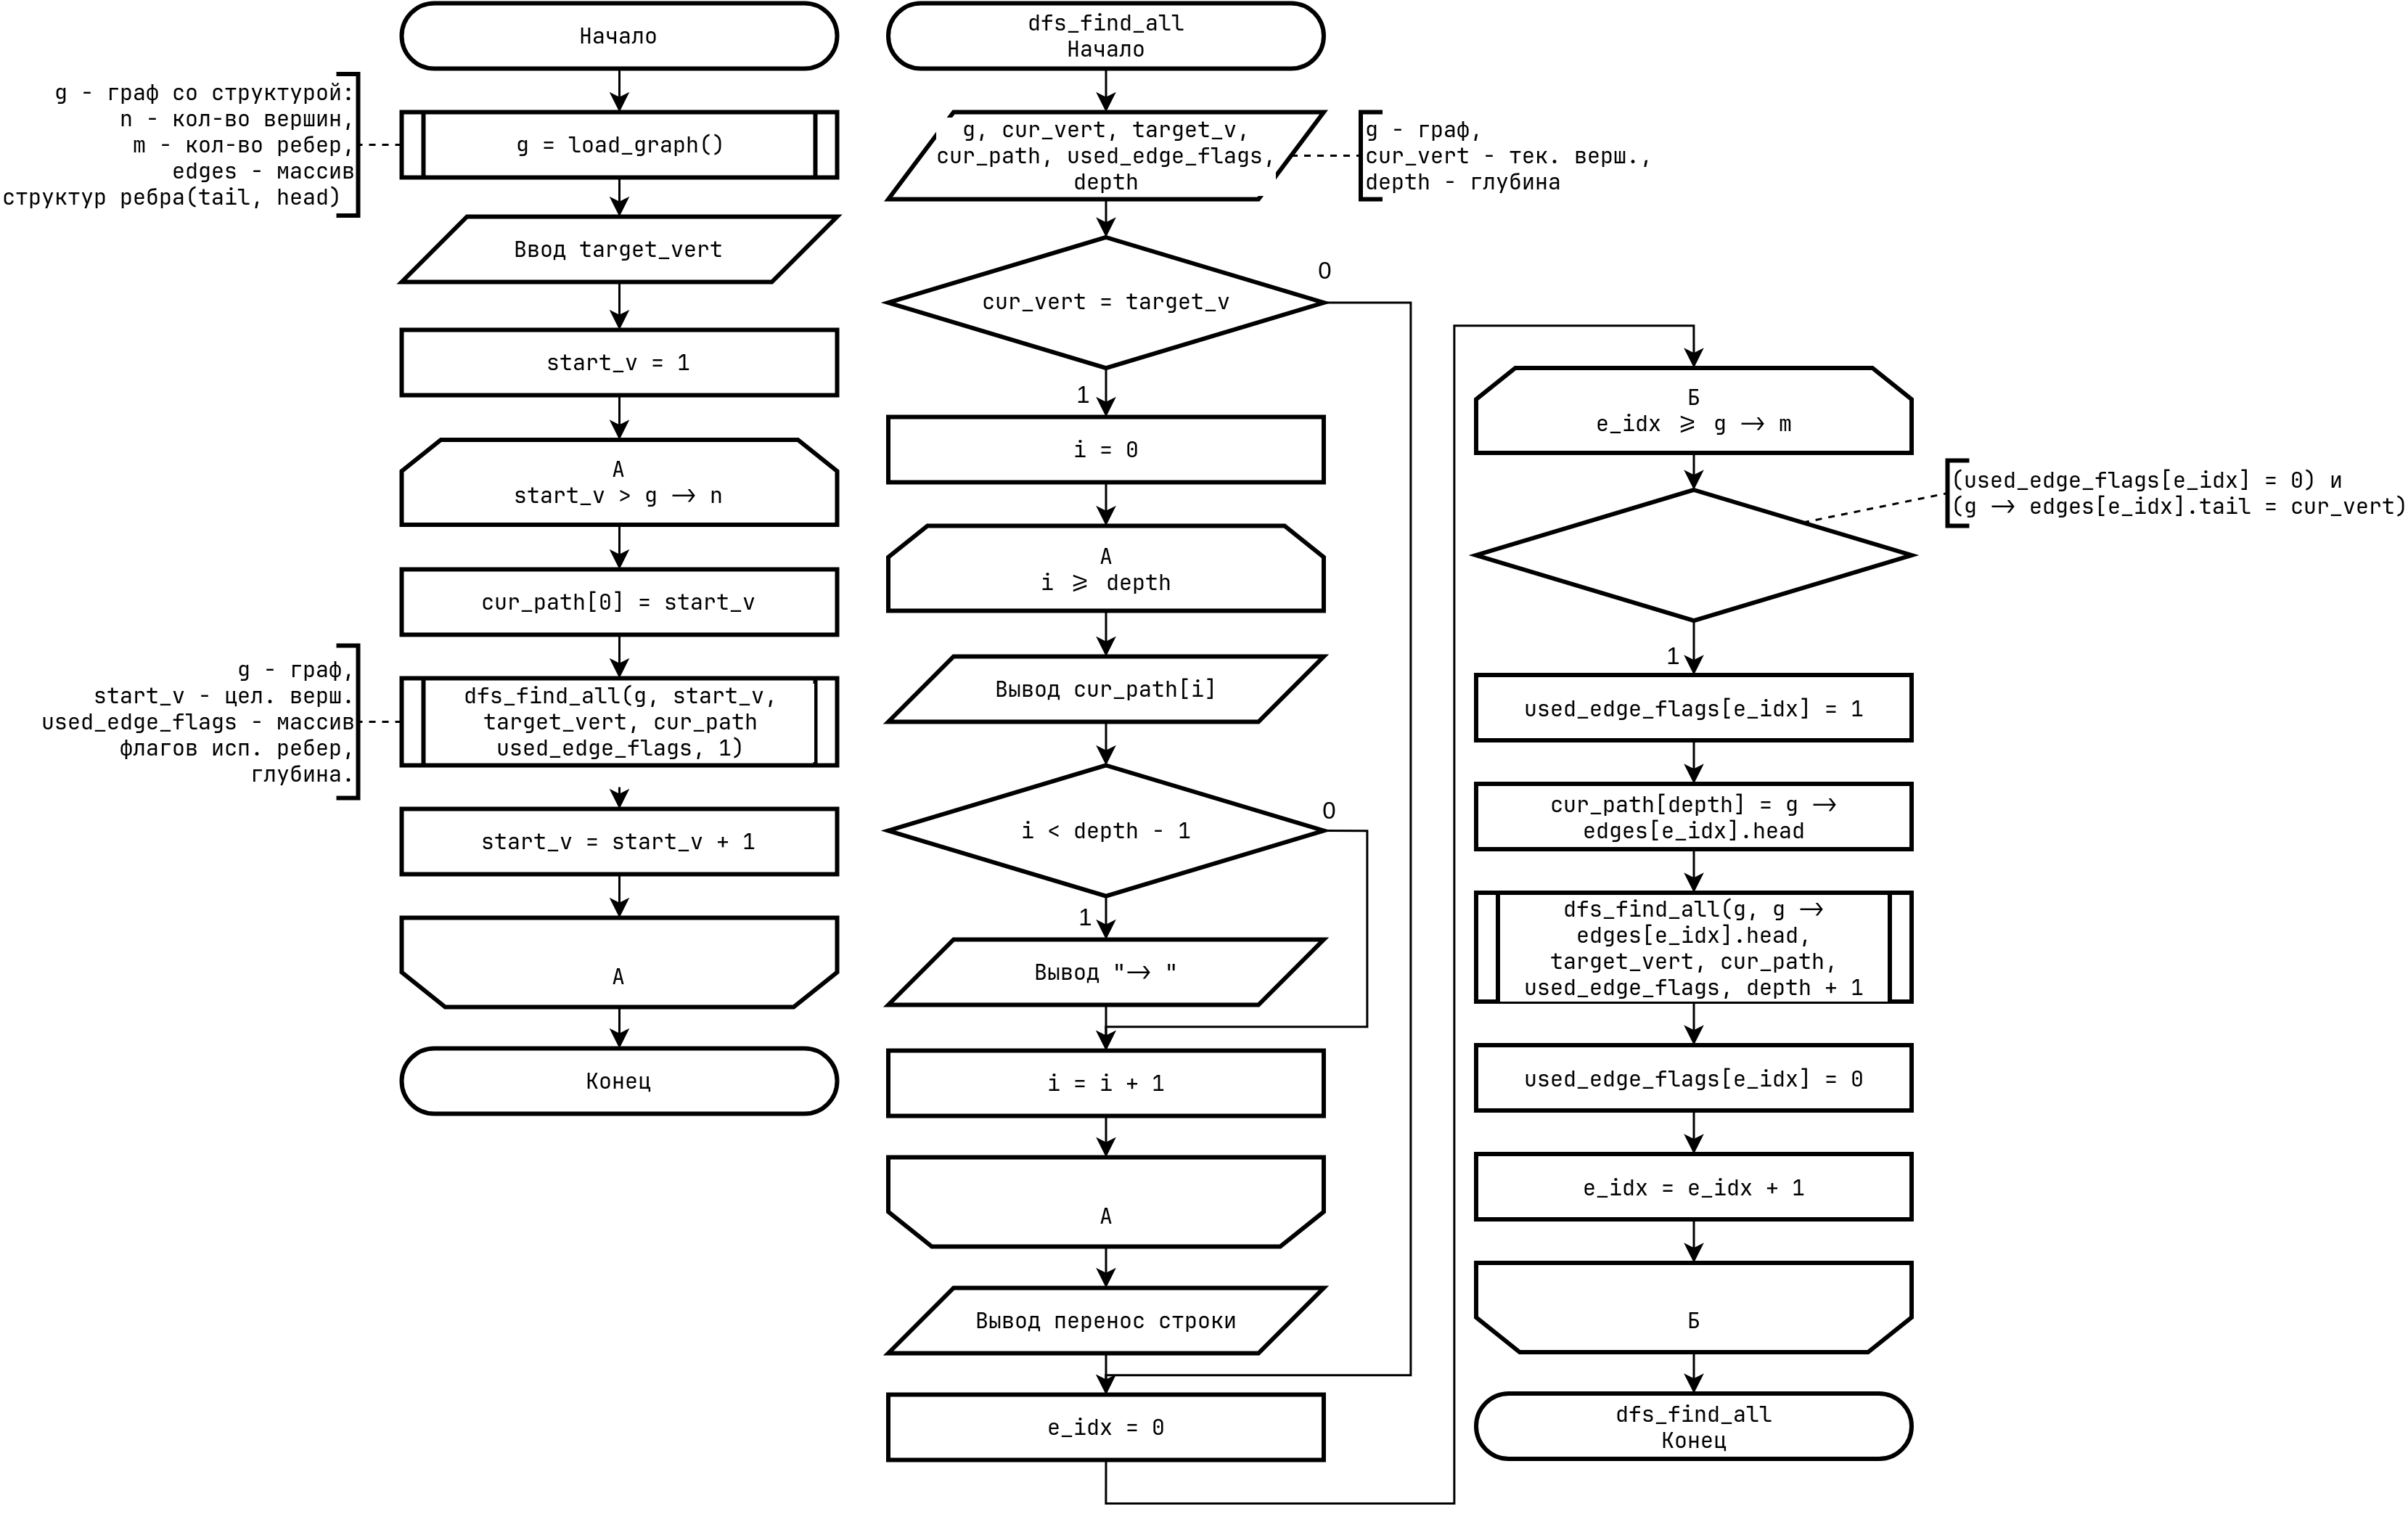 Начало
g - граф со структурой:
n - кол-во вершин,
m - кол-во ребер,
edges - массив
структур ребра(tail, head)
g = load_graph()
Ввод target_vert
start_v = 1
А
start_v > g -> n
cur_path[0] = start_v
g - граф,
start_v - цел. верш.
used_edge_flags - массив
флагов исп. ребер,
глубина.
dfs_find_all(g, start_v,
target_vert, cur_path
used_edge_flags, 1)
start_v = start_v + 1
А
Конец
dfs_find_all
Начало
g, cur_vert, target_v,
cur_path, used_edge_flags,
depth
g - граф,
cur_vert - тек. верш.,
depth - глубина
cur_vert = target_v
0
1
i = 0
А
i ⩾ depth
Вывод cur_path[i]
i < depth - 1
0
1
Вывод "-> "
i = i + 1
А
Вывод перенос строки
e_idx = 0
Б
e_idx ⩾ g -> m
(used_edge_flags[e_idx] = 0) и
(g -> edges[e_idx].tail = cur_vert)
1
used_edge_flags[e_idx] = 1
cur_path[depth] = g ->
edges[e_idx].head
dfs_find_all(g, g ->
edges[e_idx].head,
target_vert, cur_path,
used_edge_flags, depth + 1
used_edge_flags[e_idx] = 0
e_idx = e_idx + 1
Б
dfs_find_all
Конец